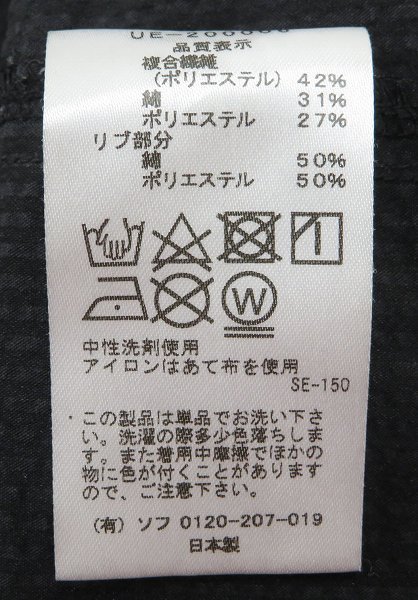 品質表示
複合繊維
(ポリエステル) 42%
綿 31%
ポリエステル 27%
リブ部分
綿 50%
ポリエステル 50%
W
中性洗剤使用
アイロンはあて布を使用
SE-150
・この製品は単品でお洗い下さ
い。洗濯の際多少色落ちしま
す。また着用中摩擦でほかの
物に色が付くことがあります
ので、ご注意下さい。
(有) ソフ 0120-207-019
日本製